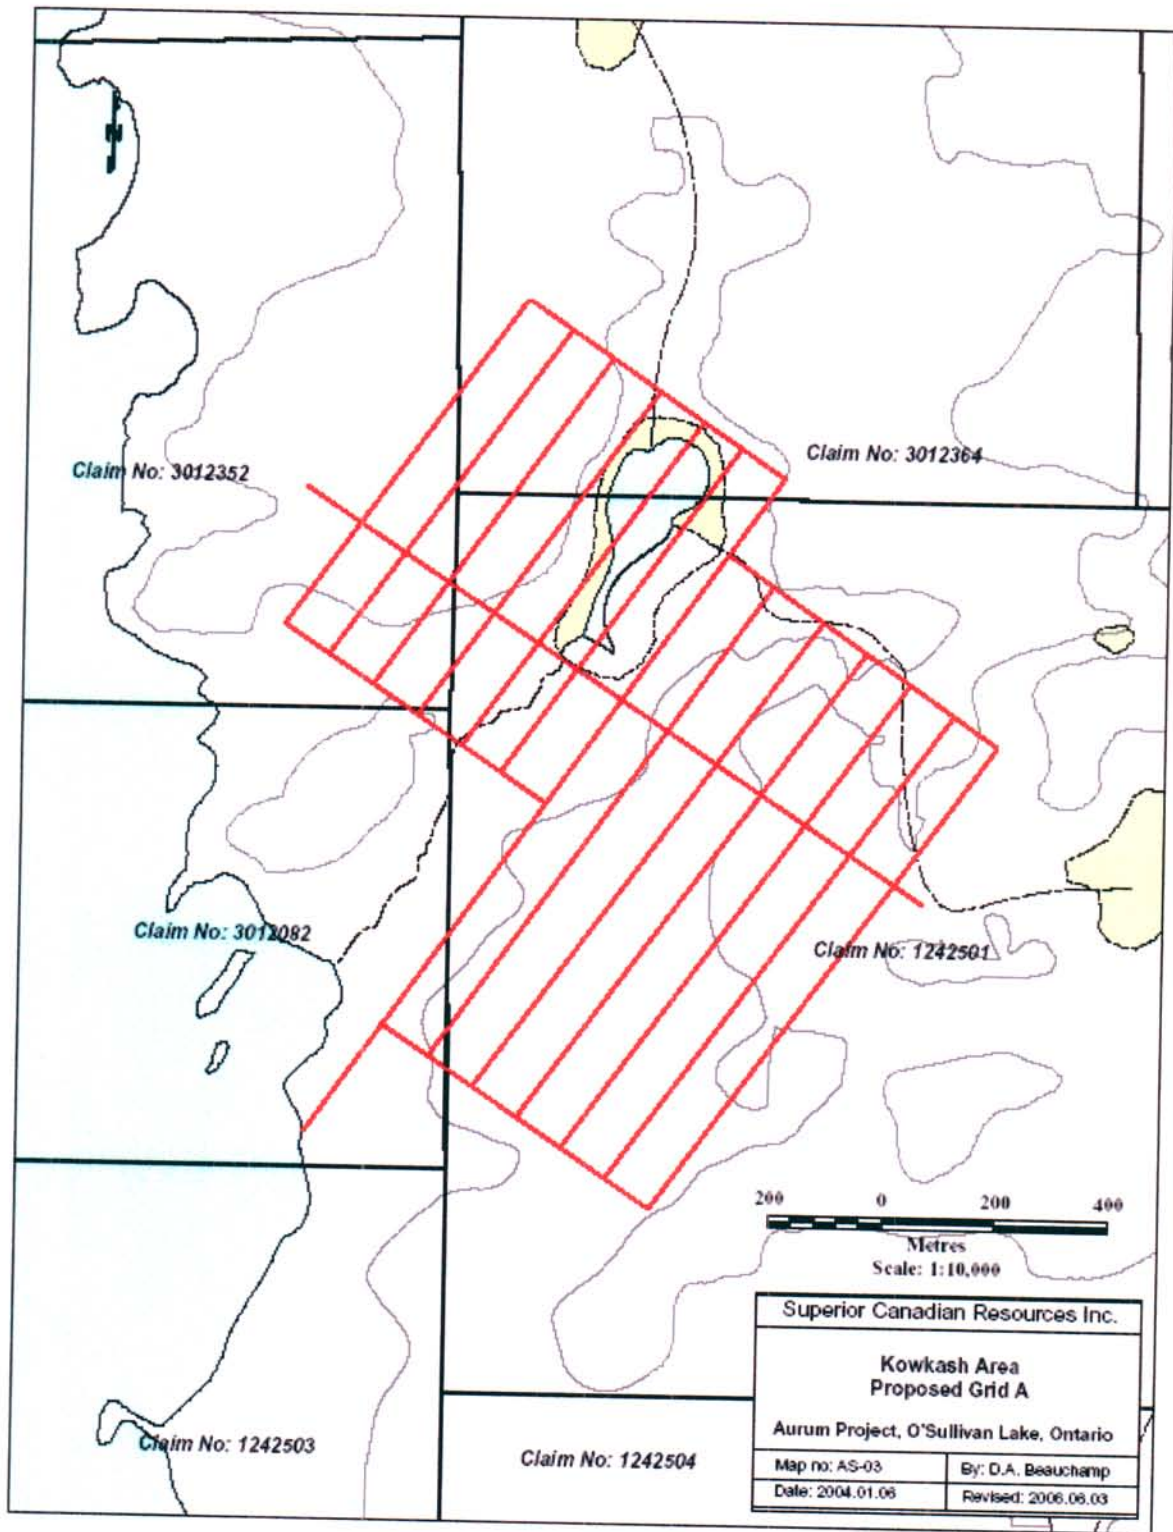 N
Claim No: 3012352
Claim No: 3012364
Claim No: 3012082
Claim No: 1242501
200 0 200 400
Metres
Scale: 1:10,000
Superior Canadian Resources Inc.
Kowkash Area
Proposed Grid A
Aurum Project, O'Sullivan Lake, Ontario
Map no: AS-03 By: D.A. Beauchamp
Date: 2004.01.06 Revised: 2006.06.03
Claim No: 1242503
Claim No: 1242504